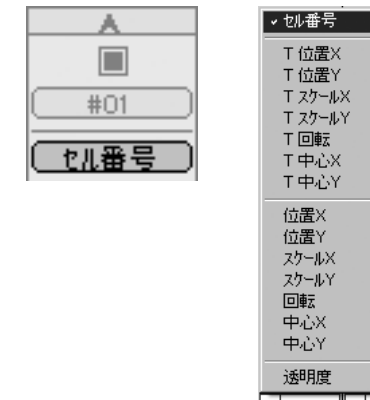 A
#01
セル番号
セル番号
T 位置X
T 位置Y
T スケールX
T スケールY
T 回転
T 中心X
T 中心Y
位置X
位置Y
スケールX
スケールY
回転
中心X
中心Y
透明度